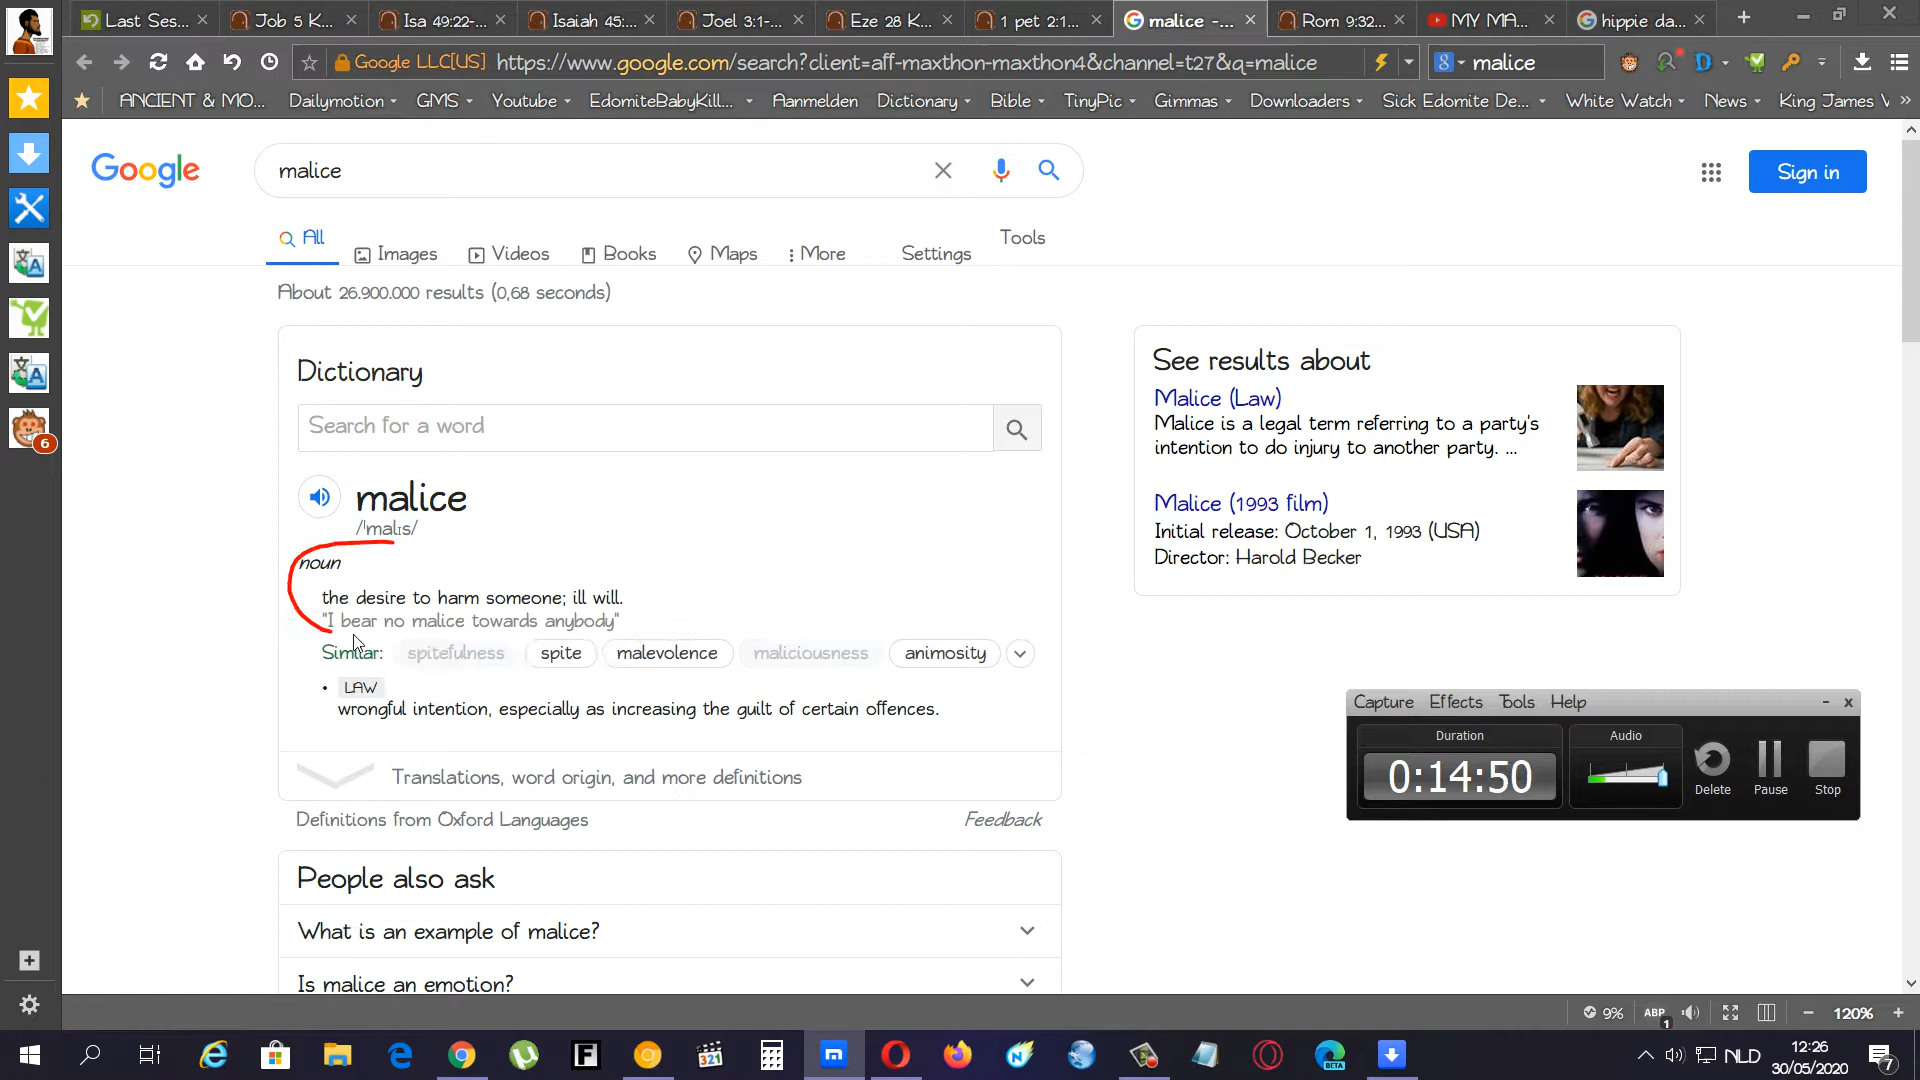 Last Ses...
Job 5 K...
Isa 49:22-...
Isaiah 45:...
Joel 3:1-...
Eze 28 K...
1 pet 2:1...
malice -...
Rom 9:32...
MY MA...
hippie da...
Google LLC[US]
https://www.google.com/search?client=aff-maxthon-maxthon4&channel=t27&q=malice
malice
ANCIENT & MO...
Dailymotion
GMS
Youtube
EdomiteBabyKill...
Aanmelden
Dictionary
Bible
TinyPic
Gimmas
Downloaders
Sick Edomite De...
White Watch
News
King James V
Google
malice
Sign in
All
Images
Videos
Books
Maps
More
Settings
Tools
About 26.900.000 results (0,68 seconds)
Dictionary
Search for a word
malice
/ˈmalɪs/
noun
the desire to harm someone; ill will.
"I bear no malice towards anybody"
Similar:
spitefulness
spite
malevolence
maliciousness
animosity
• LAW
wrongful intention, especially as increasing the guilt of certain offences.
Translations, word origin, and more definitions
Definitions from Oxford Languages
Feedback
People also ask
What is an example of malice?
Is malice an emotion?
See results about
Malice (Law)
Malice is a legal term referring to a party's
intention to do injury to another party. ...
Malice (1993 film)
Initial release: October 1, 1993 (USA)
Director: Harold Becker
Capture Effects Tools Help
Duration
0:14:50
Audio
Delete
Pause
Stop
6
9%
ABP
1
120%
321
BETA
NLD
12:26
30/05/2020
7